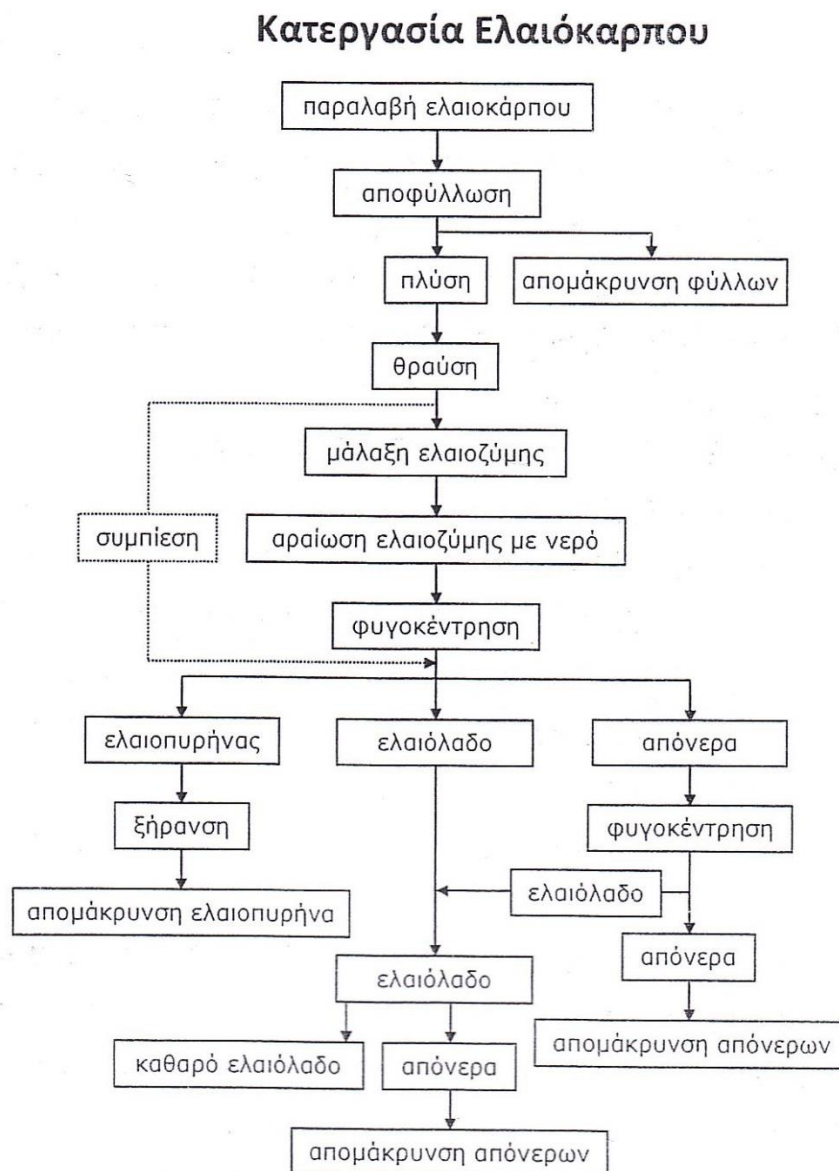 Κατεργασία Ελαιόκαρπου
παραλαβή ελαιοκάρπου
αποφύλλωση
πλύση
απομάκρυνση φύλλων
θραύση
μάλαξη ελαιοζύμης
συμπίεση
αραίωση ελαιοζύμης με νερό
φυγοκέντρηση
ελαιοπυρήνας
ελαιόλαδο
απόνερα
ξήρανση
φυγοκέντρηση
ελαιόλαδο
απομάκρυνση ελαιοπυρήνα
απόνερα
ελαιόλαδο
απομάκρυνση απόνερων
καθαρό ελαιόλαδο
απόνερα
απομάκρυνση απόνερων